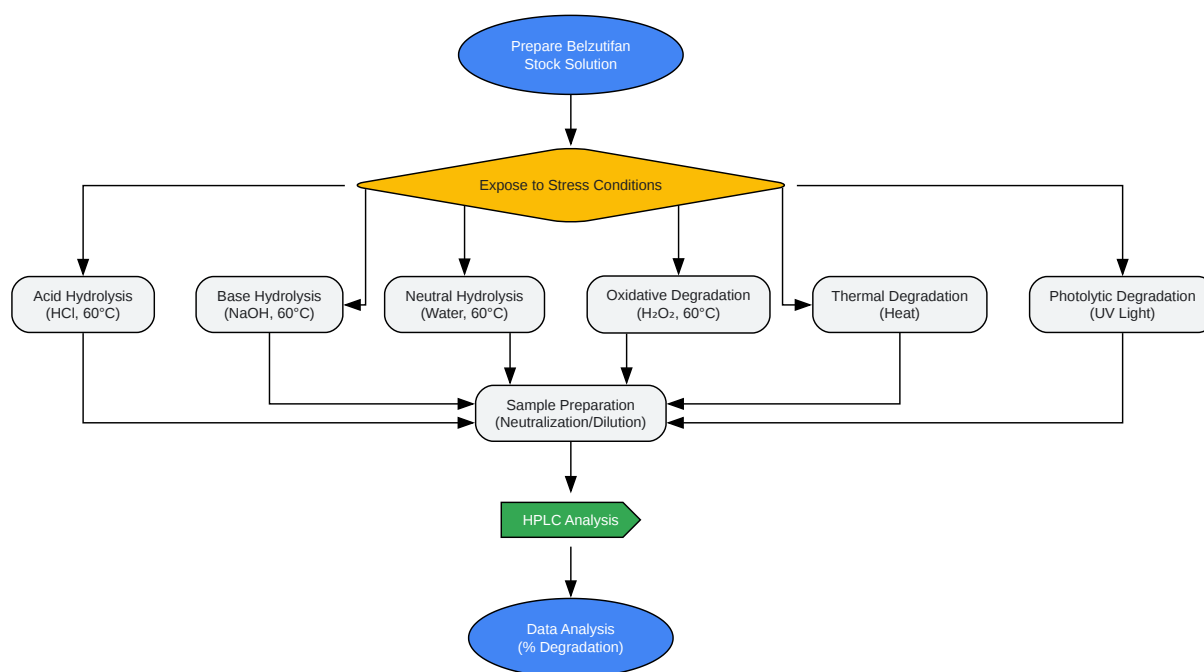 Prepare Belzutifan
Stock Solution
Expose to Stress Conditions
Acid Hydrolysis
(HCl, 60°C)
Base Hydrolysis
(NaOH, 60°C)
Neutral Hydrolysis
(Water, 60°C)
Oxidative Degradation
(H₂O₂, 60°C)
Thermal Degradation
(Heat)
Photolytic Degradation
(UV Light)
Sample Preparation
(Neutralization/Dilution)
HPLC Analysis
Data Analysis
(% Degradation)